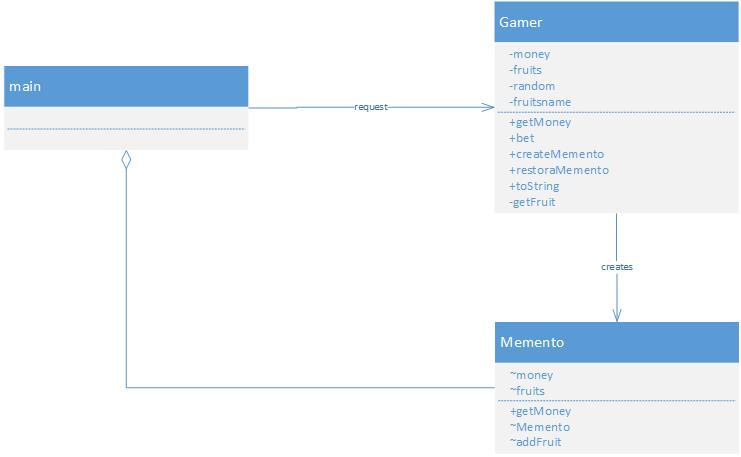 Gamer
-money
-fruits
-random
-fruitsname
+getMoney
+bet
+createMemento
+restoraMemento
+toString
-getFruit
main
request
creates
Memento
~money
~fruits
+getMoney
~Memento
~addFruit